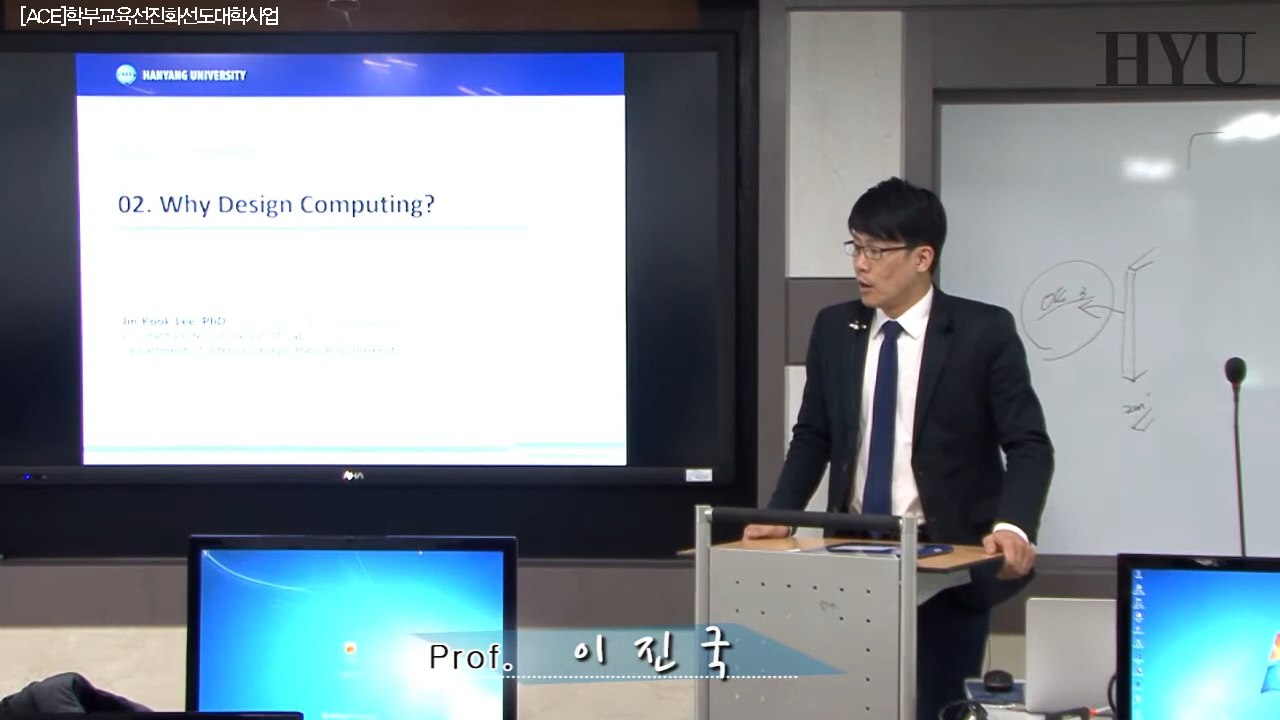 [ACE]학부교육선진화선도대학사업
HYU
HANYANG UNIVERSITY
02. Why Design Computing?
Jin Kook Lee, PhD
AHA
Prof. 이진국